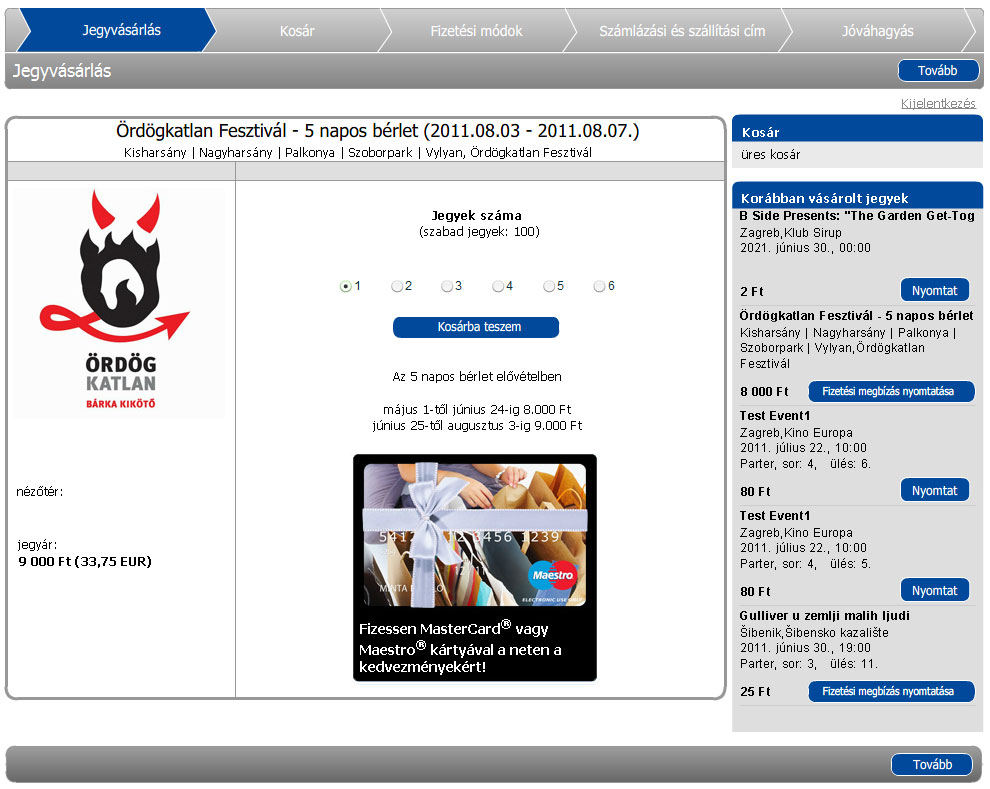 Jegyvásárlás
Kosár
Fizetési módok
Számlázási és szállítási cím
Jóváhagyás
Jegyvásárlás
Tovább
Kijelentkezés
Ördögkatlan Fesztivál - 5 napos bérlet (2011.08.03 - 2011.08.07.)
Kisharsány | Nagyharsány | Palkonya | Szoborpark | Vylyan, Ördögkatlan Fesztivál
ÖRDÖG
KATLAN
BÁRKA KIKÖTŐ
nézőtér:
jegyár:
9 000 Ft (33,75 EUR)
Jegyek száma
(szabad jegyek: 100)
1 2 3 4 5 6
Kosárba teszem
Az 5 napos bérlet elővételben
május 1-től június 24-ig 8.000 Ft
június 25-től augusztus 3-ig 9.000 Ft
3456 1239
Maestro
ELECTRONIC USE
Fizessen MasterCard® vagy
Maestro® kártyával a neten a
kedvezményekért!
Kosár
üres kosár
Korábban vásárolt jegyek
B Side Presents: "The Garden Get-Tog
Zagreb,Klub Sirup
2021. június 30., 00:00
2 Ft
Nyomtat
Ördögkatlan Fesztivál - 5 napos bérlet
Kisharsány | Nagyharsány | Palkonya |
Szoborpark | Vylyan,Ördögkatlan
Fesztivál
8 000 Ft
Fizetési megbízás nyomtatása
Test Event1
Zagreb,Kino Europa
2011. július 22., 10:00
Parter, sor: 4, ülés: 6.
80 Ft
Nyomtat
Test Event1
Zagreb,Kino Europa
2011. július 22., 10:00
Parter, sor: 4, ülés: 5.
80 Ft
Nyomtat
Gulliver u zemlji malih ljudi
Šibenik,Šibensko kazalište
2011. június 30., 19:00
Parter, sor: 3, ülés: 11.
25 Ft
Fizetési megbízás nyomtatása
Tovább